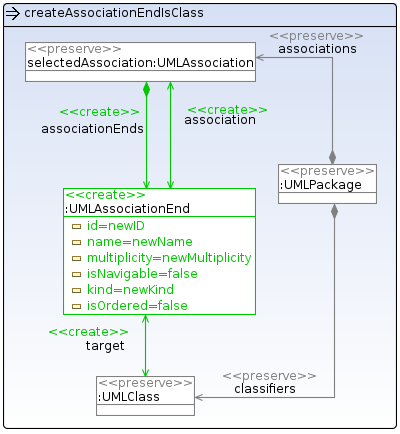 createAssociationEndIsClass
<<preserve>>
selectedAssociation:UMLAssociation
<<preserve>>
associations
<<create>>
associationEnds
<<create>>
association
<<preserve>>
:UMLPackage
<<create>>
:UMLAssociationEnd
id=newID
name=newName
multiplicity=newMultiplicity
isNavigable=false
kind=newKind
isOrdered=false
<<create>>
target
<<preserve>>
:UMLClass
<<preserve>>
classifiers